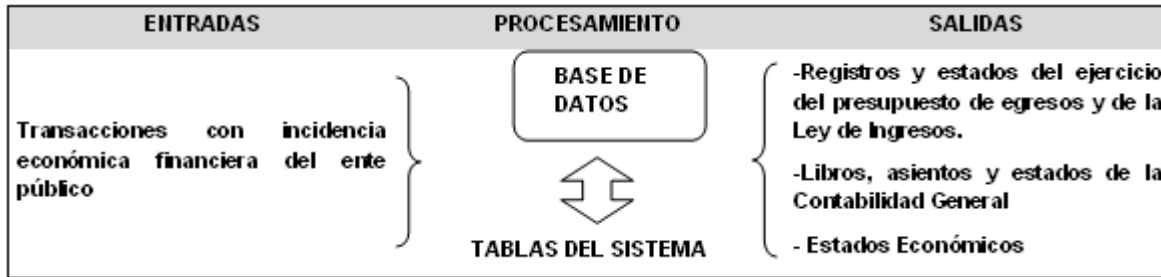 ENTRADAS
PROCESAMIENTO
SALIDAS
Transacciones con incidencia
económica financiera del ente
público
BASE DE
DATOS
TABLAS DEL SISTEMA
-Registros y estados del ejercicio
del presupuesto de egresos y de la
Ley de Ingresos.
-Libros, asientos y estados de la
Contabilidad General
- Estados Económicos